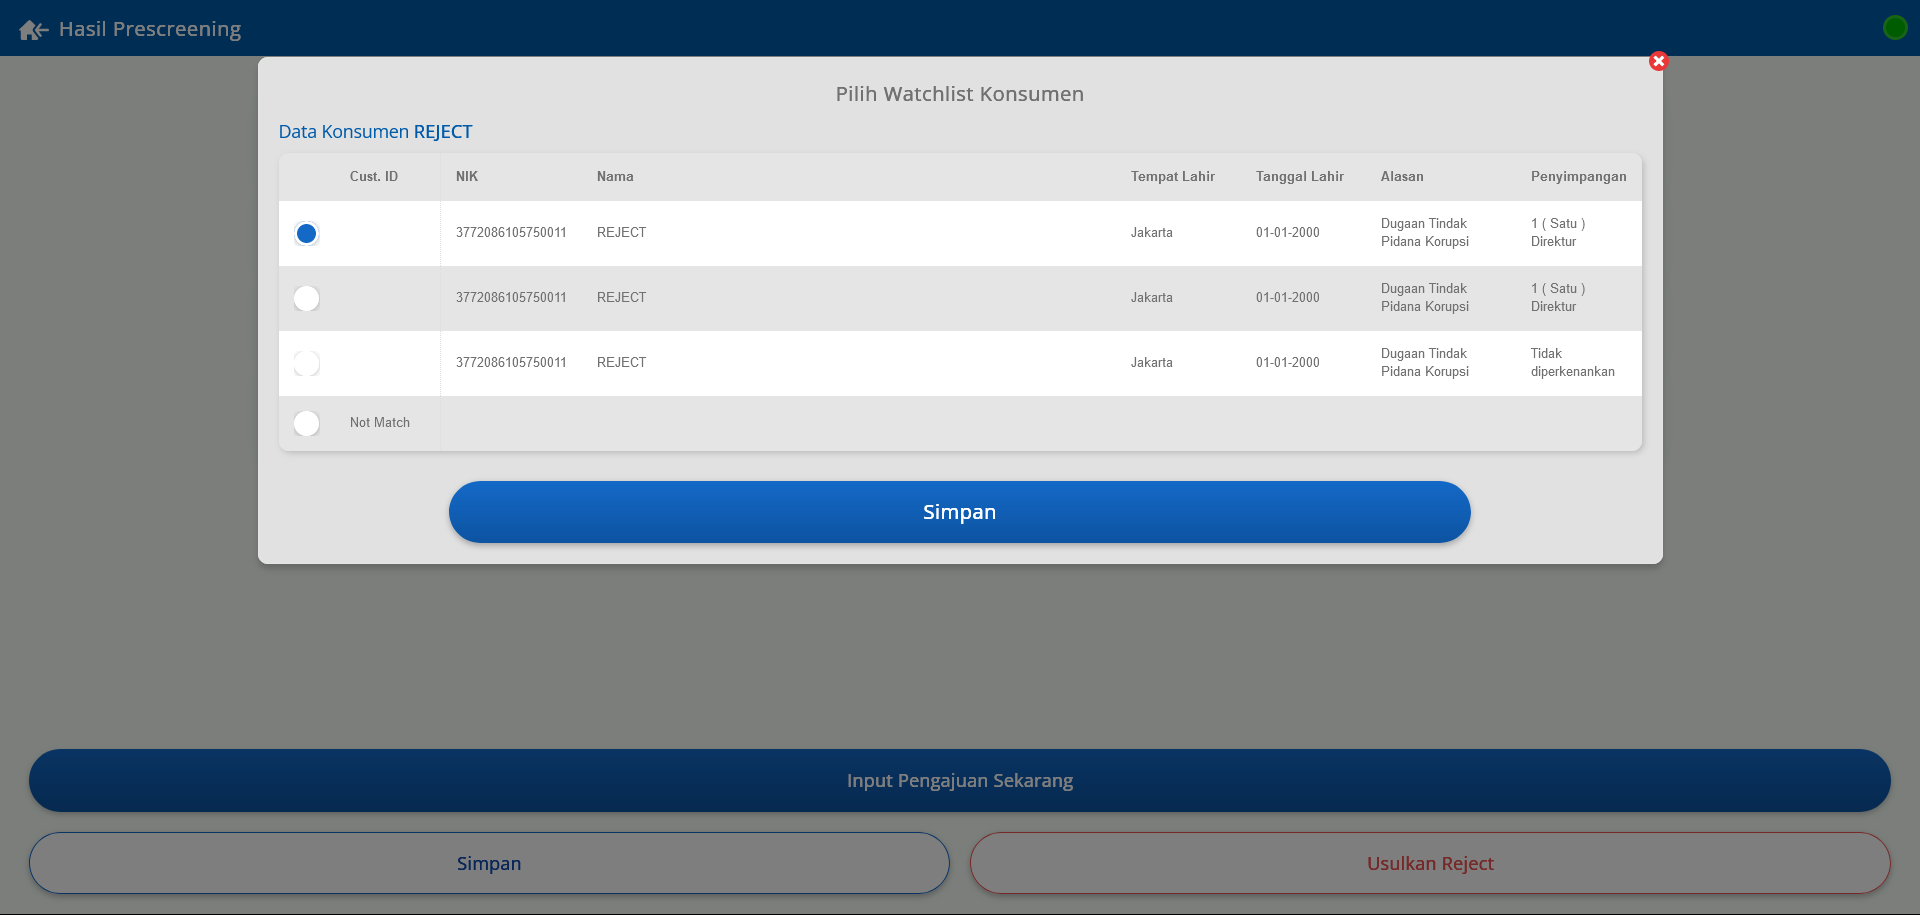 Hasil Prescreening
Pilih Watchlist Konsumen
Data Konsumen REJECT
Cust. ID NIK Nama Tempat Lahir Tanggal Lahir Alasan Penyimpangan
3772086105750011 REJECT Jakarta 01-01-2000 Dugaan Tindak 1 ( Satu )
Pidana Korupsi Direktur
3772086105750011 REJECT Jakarta 01-01-2000 Dugaan Tindak 1 ( Satu )
Pidana Korupsi Direktur
3772086105750011 REJECT Jakarta 01-01-2000 Dugaan Tindak Tidak
Pidana Korupsi diperkenankan
Not Match
Simpan
Input Pengajuan Sekarang
Simpan Usulkan Reject